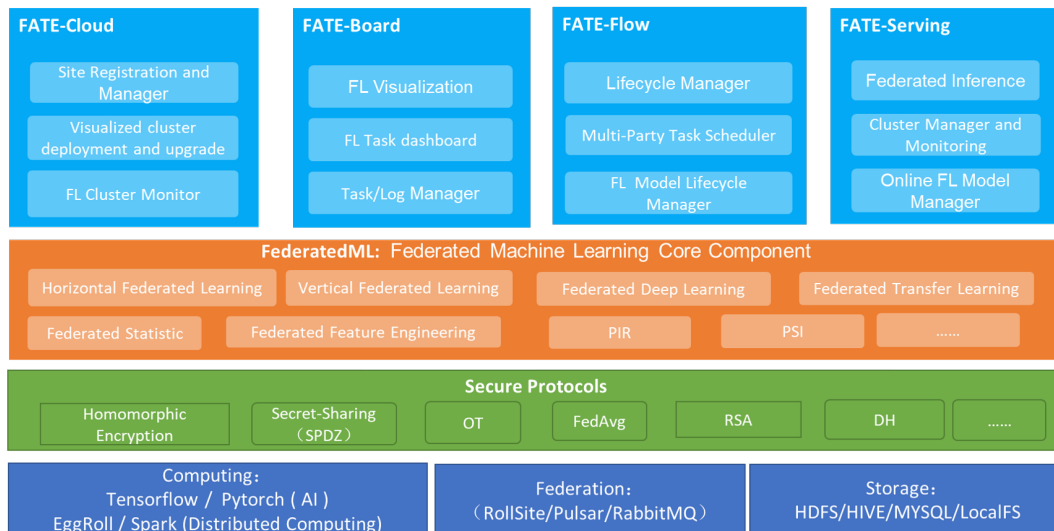 FATE-Cloud
Site Registration and
Manager
Visualized cluster
deployment and upgrade
FL Cluster Monitor
FATE-Board
FL Visualization
FL Task dashboard
Task/Log Manager
FATE-Flow
Lifecycle Manager
Multi-Party Task Scheduler
FL Model Lifecycle
Manager
FATE-Serving
Federated Inference
Cluster Manager and
Monitoring
Online FL Model
Manager
FederatedML: Federated Machine Learning Core Component
Horizontal Federated Learning
Vertical Federated Learning
Federated Deep Learning
Federated Transfer Learning
Federated Statistic
Federated Feature Engineering
PIR
PSI
......
Secure Protocols
Homomorphic
Encryption
Secret-Sharing
（SPDZ）
OT
FedAvg
RSA
DH
......
Computing：
Tensorflow / Pytorch ( AI )
EggRoll / Spark (Distributed Computing)
Federation：
（RollSite/Pulsar/RabbitMQ）
Storage：
HDFS/HIVE/MYSQL/LocalFS